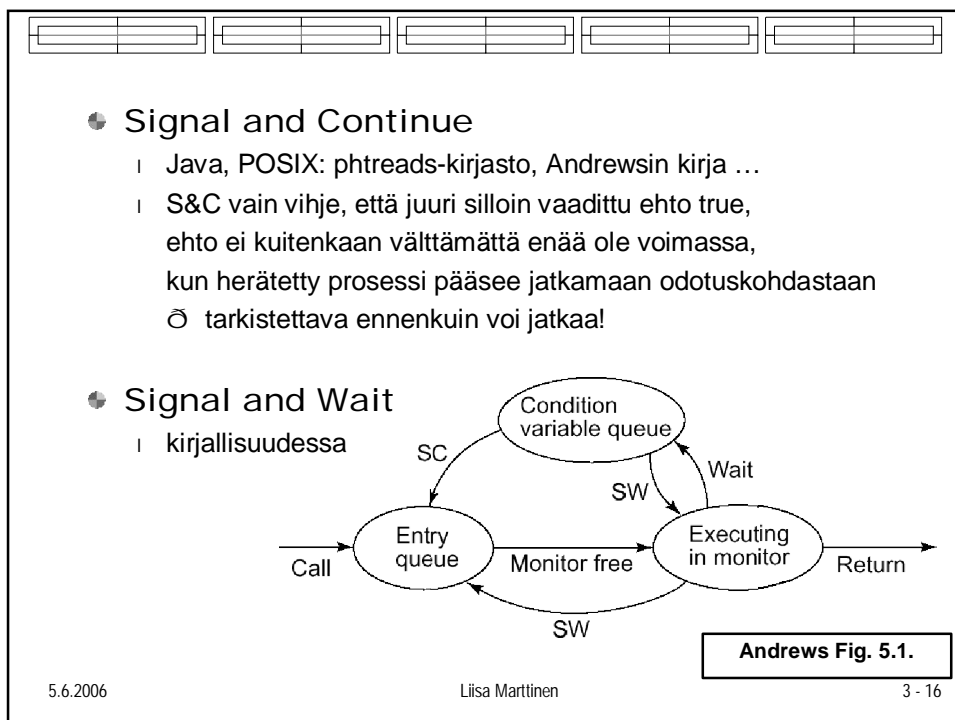 Signal and Continue
l Java, POSIX: phtreads-kirjasto, Andrewsin kirja …
l S&C vain vihje, että juuri silloin vaadittu ehto true,
ehto ei kuitenkaan välttämättä enää ole voimassa,
kun herätetty prosessi pääsee jatkamaan odotuskohdastaan
Ö tarkistettava ennenkuin voi jatkaa!
Signal and Wait
l kirjallisuudessa
Condition
variable queue
SC
SW
Wait
Entry
queue
Executing
in monitor
Call
Monitor free
Return
SW
Andrews Fig. 5.1.
5.6.2006
Liisa Marttinen
3 - 16